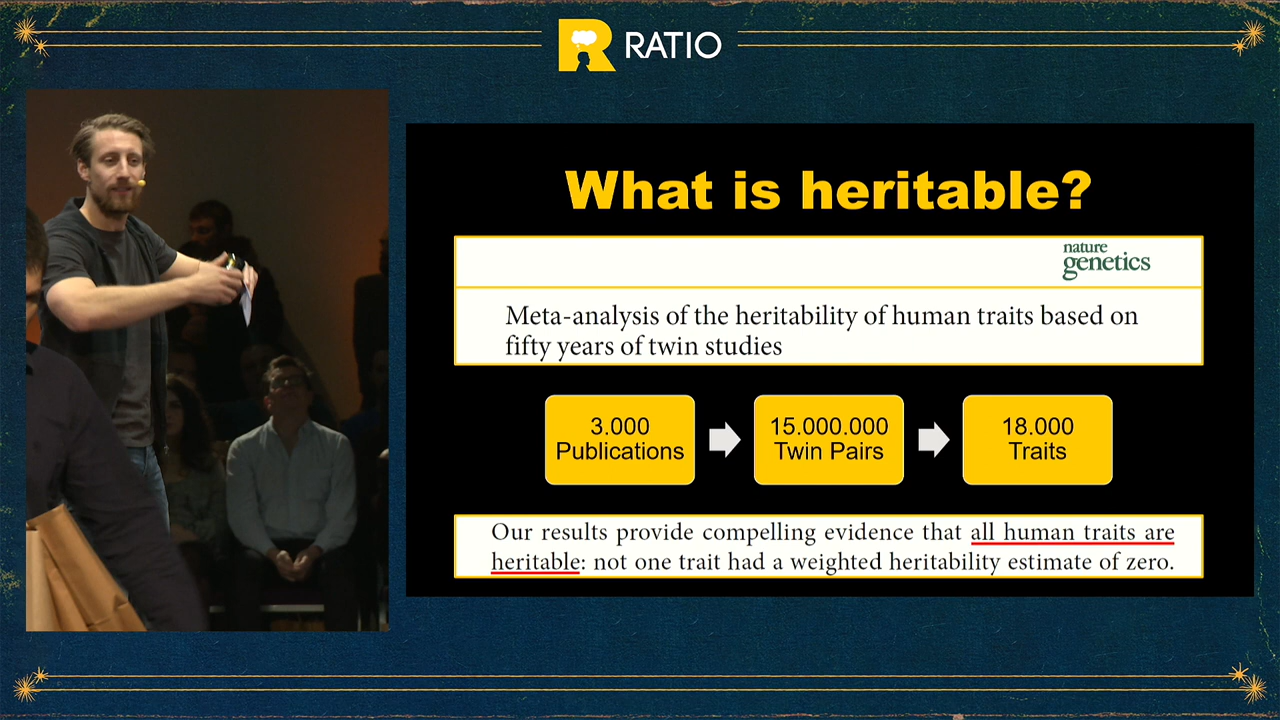 R RATIO
What is heritable?
nature
genetics
Meta-analysis of the heritability of human traits based on
fifty years of twin studies
3.000
Publications
15.000.000
Twin Pairs
18.000
Traits
Our results provide compelling evidence that all human traits are
heritable: not one trait had a weighted heritability estimate of zero.